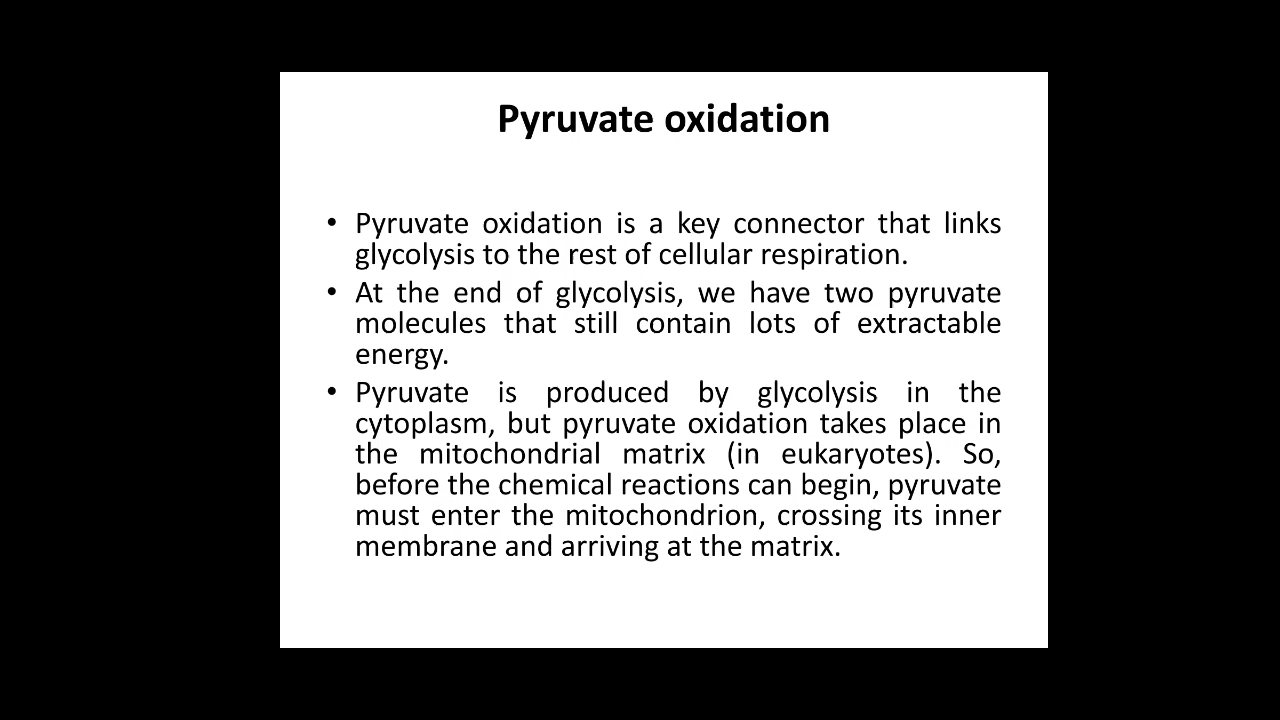 Pyruvate oxidation
• Pyruvate oxidation is a key connector that links
glycolysis to the rest of cellular respiration.
• At the end of glycolysis, we have two pyruvate
molecules that still contain lots of extractable
energy.
• Pyruvate is produced by glycolysis in the
cytoplasm, but pyruvate oxidation takes place in
the mitochondrial matrix (in eukaryotes). So,
before the chemical reactions can begin, pyruvate
must enter the mitochondrion, crossing its inner
membrane and arriving at the matrix.